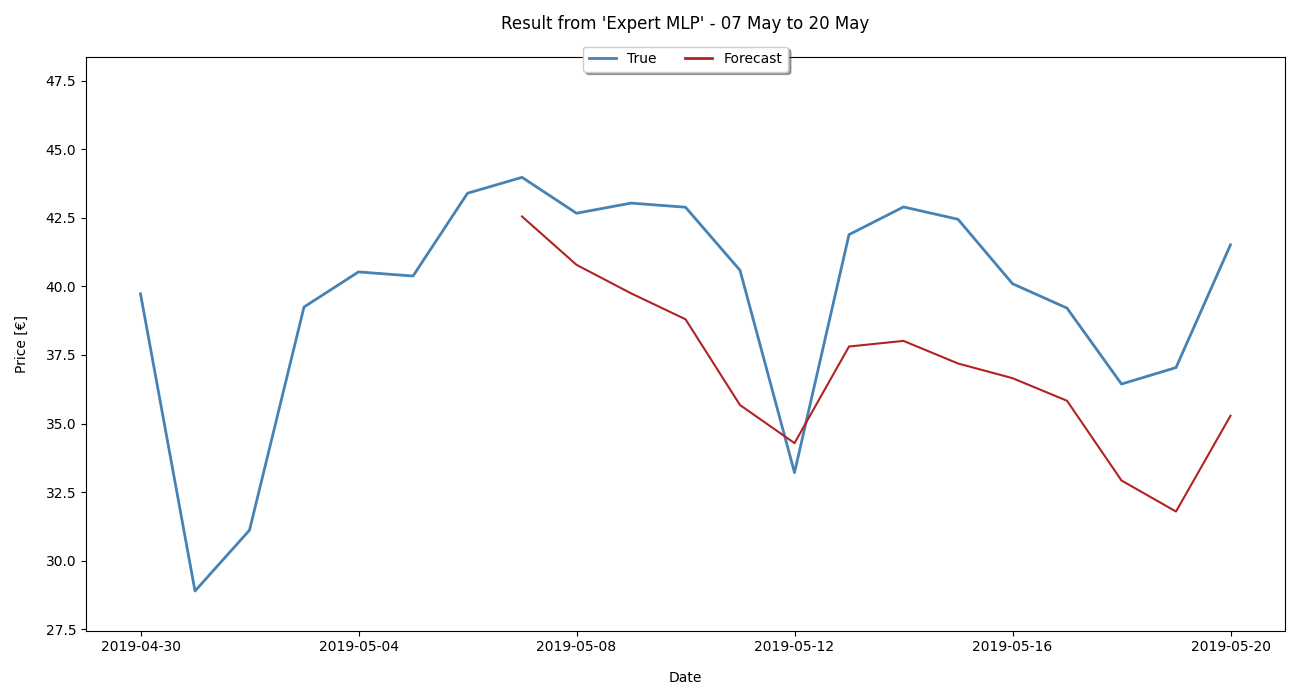 Result from 'Expert MLP' - 07 May to 20 May
True Forecast
47.5
45.0
42.5
40.0
37.5
35.0
32.5
30.0
27.5
Price [€]
2019-04-30 2019-05-04 2019-05-08 2019-05-12 2019-05-16 2019-05-20
Date